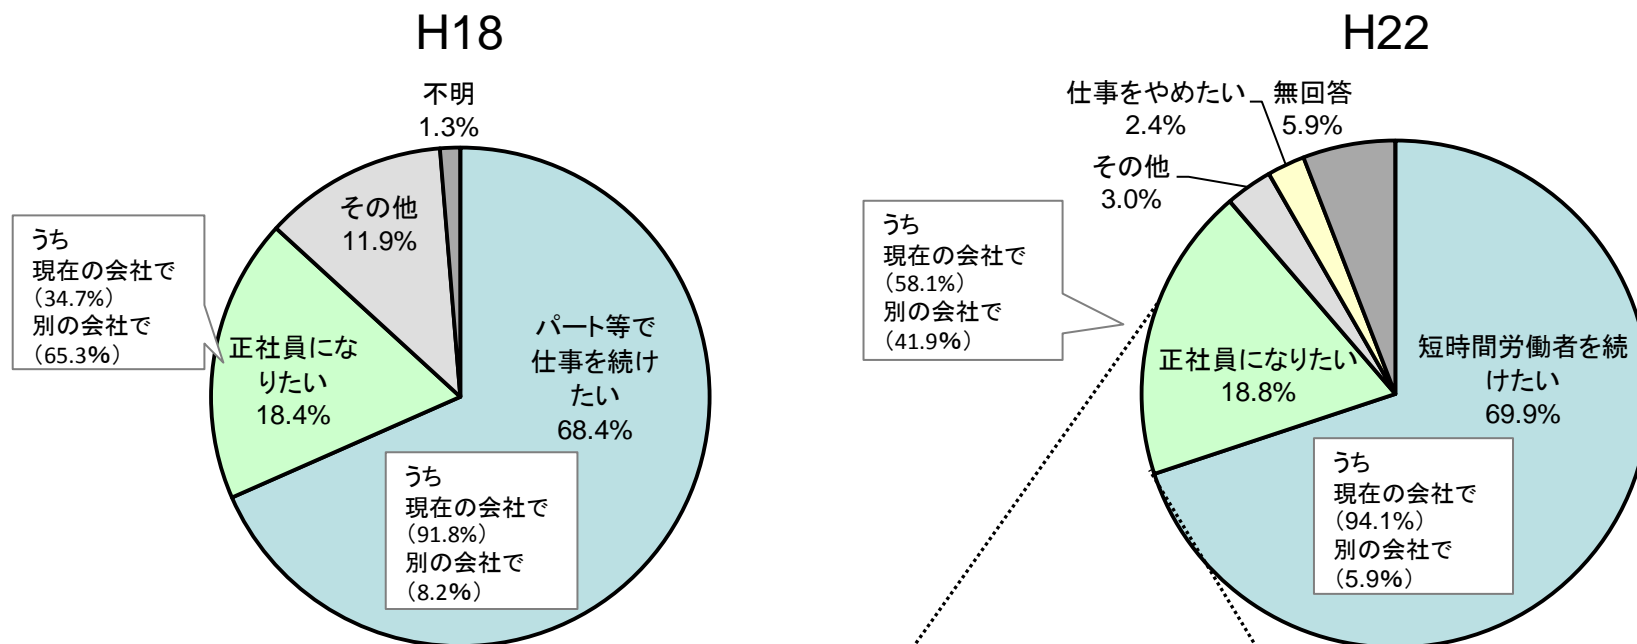 H18
不明
1.3%
その他
11.9%
うち
現在の会社で
（34.7%）
別の会社で
（65.3%）
正社員にな
りたい
18.4%
パート等で
仕事を続け
たい
68.4%
うち
現在の会社で
（91.8%）
別の会社で
（8.2%）
H22
仕事をやめたい
2.4%
無回答
5.9%
その他
3.0%
うち
現在の会社で
（58.1%）
別の会社で
（41.9%）
正社員になりたい
18.8%
短時間労働者を続
けたい
69.9%
うち
現在の会社で
（94.1%）
別の会社で
（5.9%）